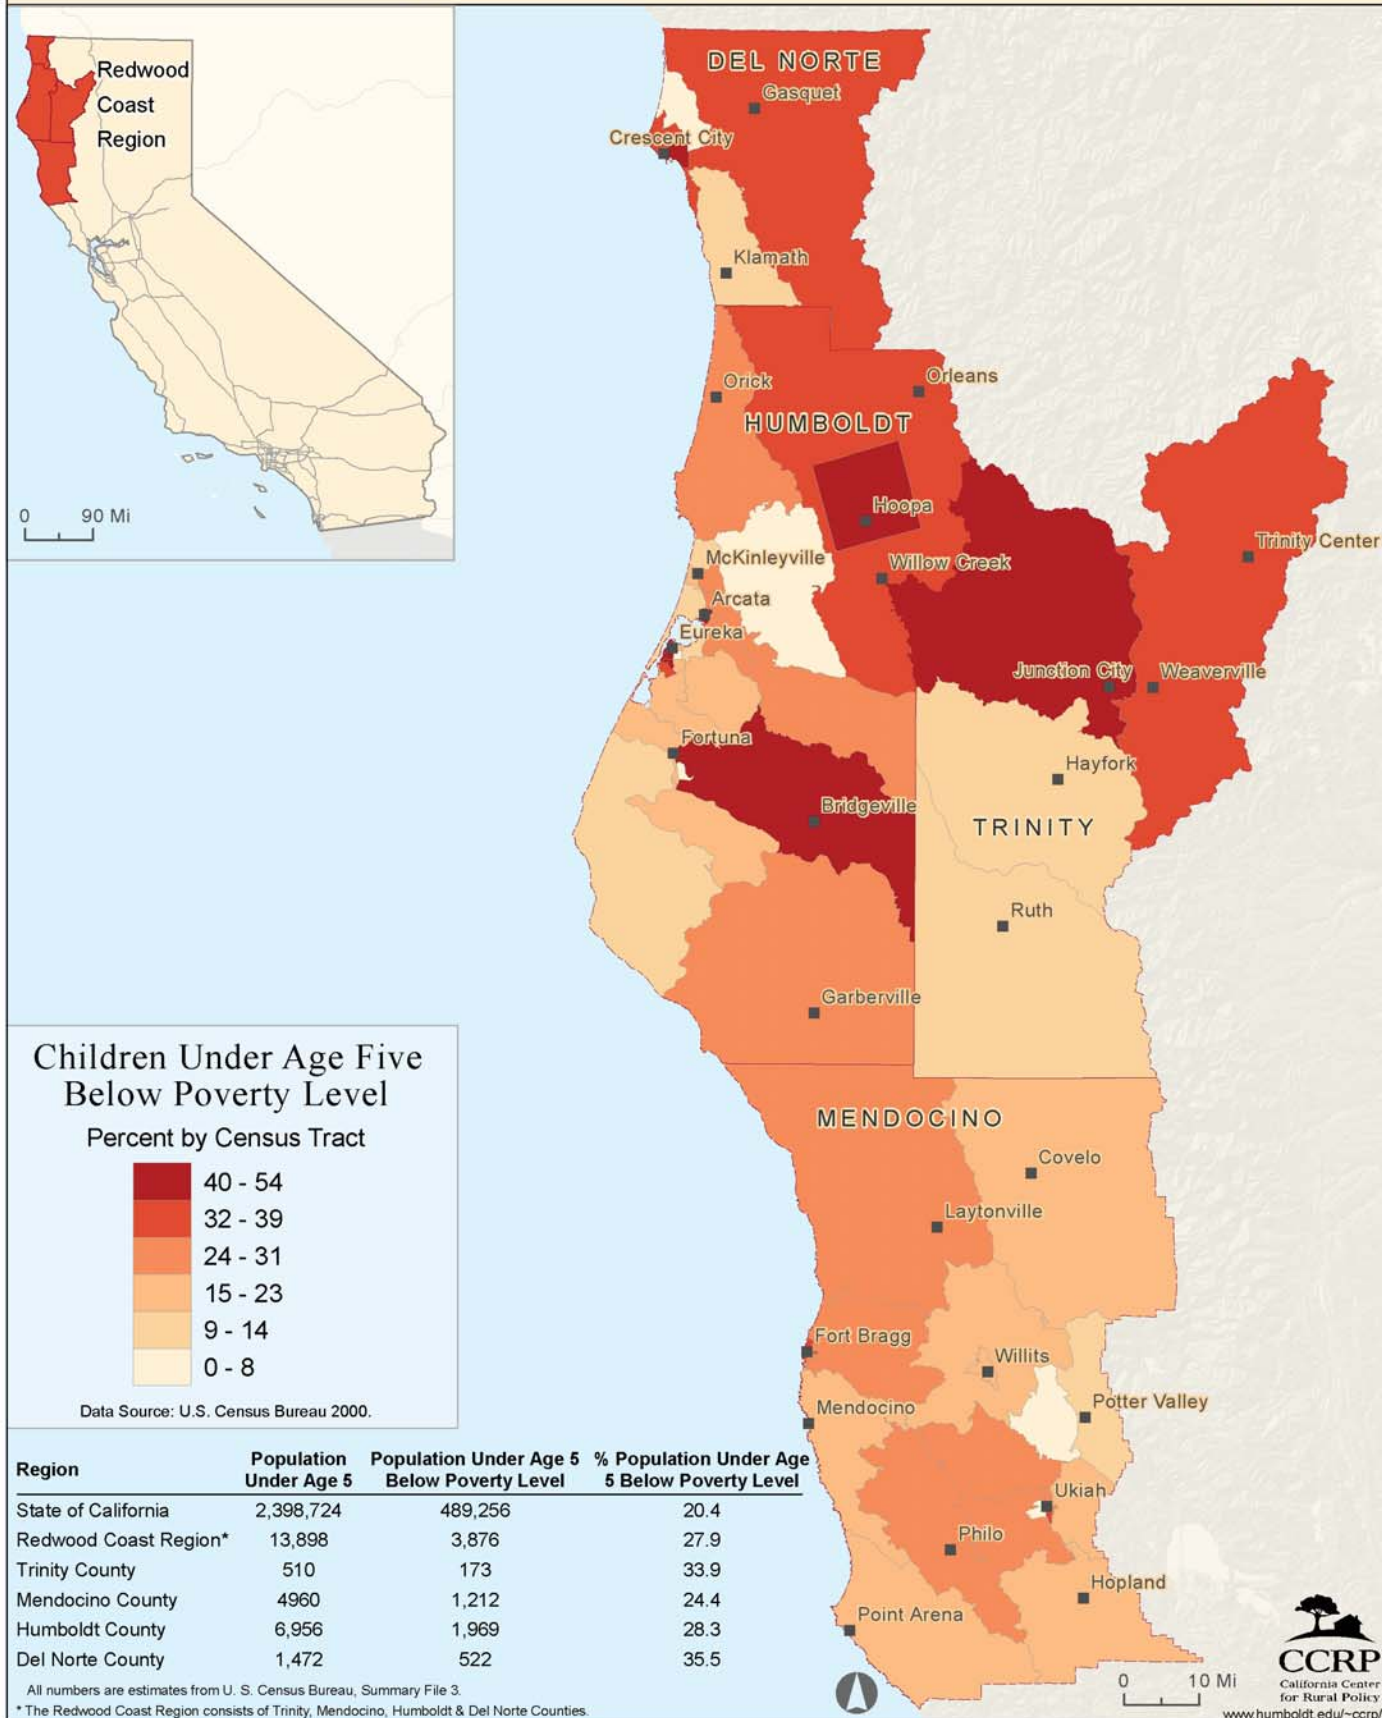 Redwood
Coast
Region
0 90 Mi
DEL NORTE
Gasquet
Crescent City
Klamath
Orick
Orleans
HUMBOLDT
Hoopa
Trinity Center
McKinleyville
Willow Creek
Arcata
Eureka
Junction City
Weaverville
Fortuna
Hayfork
Bridgeville
TRINITY
Ruth
Garberville
MENDOCINO
Covelo
Laytonville
Fort Bragg
Willits
Mendocino
Potter Valley
Ukiah
Philo
Hopland
Point Arena
Children Under Age Five
Below Poverty Level
Percent by Census Tract
40 - 54
32 - 39
24 - 31
15 - 23
9 - 14
0 - 8
Data Source: U.S. Census Bureau 2000.
Region Population Under Age 5 Population Under Age 5 Below Poverty Level % Population Under Age 5 Below Poverty Level
State of California 2,398,724 489,256 20.4
Redwood Coast Region* 13,898 3,876 27.9
Trinity County 510 173 33.9
Mendocino County 4960 1,212 24.4
Humboldt County 6,956 1,969 28.3
Del Norte County 1,472 522 35.5
All numbers are estimates from U. S. Census Bureau, Summary File 3.
* The Redwood Coast Region consists of Trinity, Mendocino, Humboldt & Del Norte Counties.
0 10 Mi
CCRP
California Center
for Rural Policy
www.humboldt.edu/~ccrp/